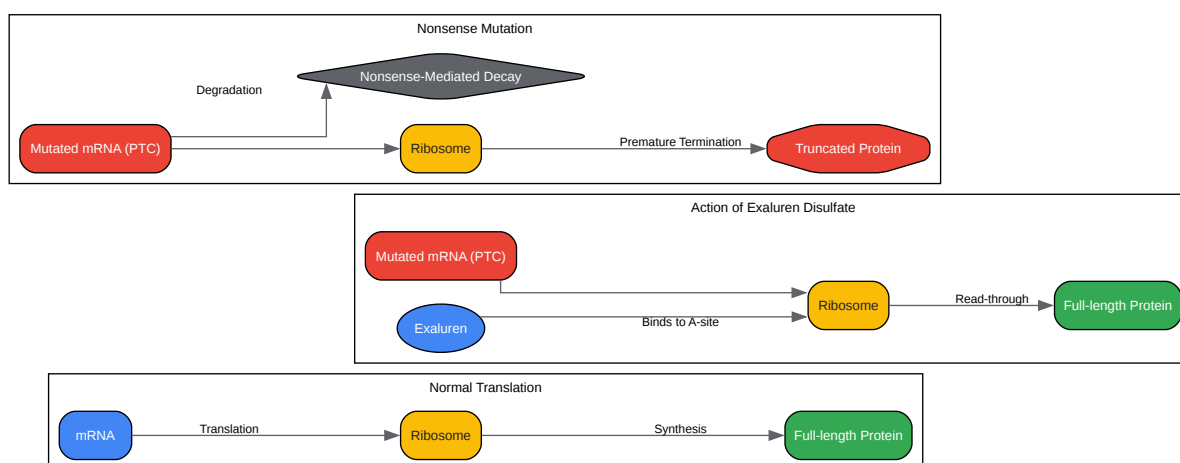 Nonsense Mutation
Nonsense-Mediated Decay
Degradation
Mutated mRNA (PTC)
Ribosome
Premature Termination
Truncated Protein
Action of Exaluren Disulfate
Mutated mRNA (PTC)
Exaluren
Binds to A-site
Ribosome
Read-through
Full-length Protein
Normal Translation
mRNA
Translation
Ribosome
Synthesis
Full-length Protein